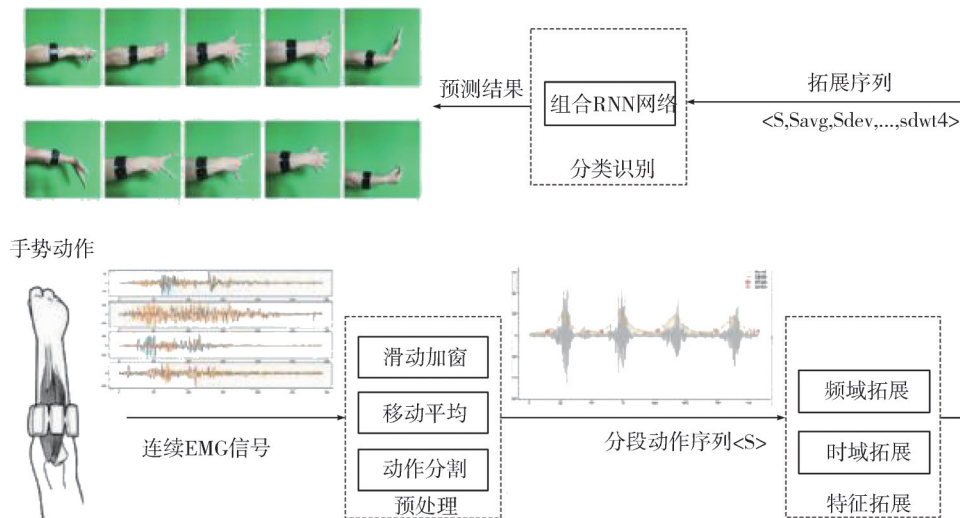 预测结果
组合RNN网络
分类识别
拓展序列
<S,Savg,Sdev,...,sdwt4>
手势动作
连续EMG信号
滑动加窗
移动平均
动作分割
预处理
分段动作序列<S>
频域拓展
时域拓展
特征拓展